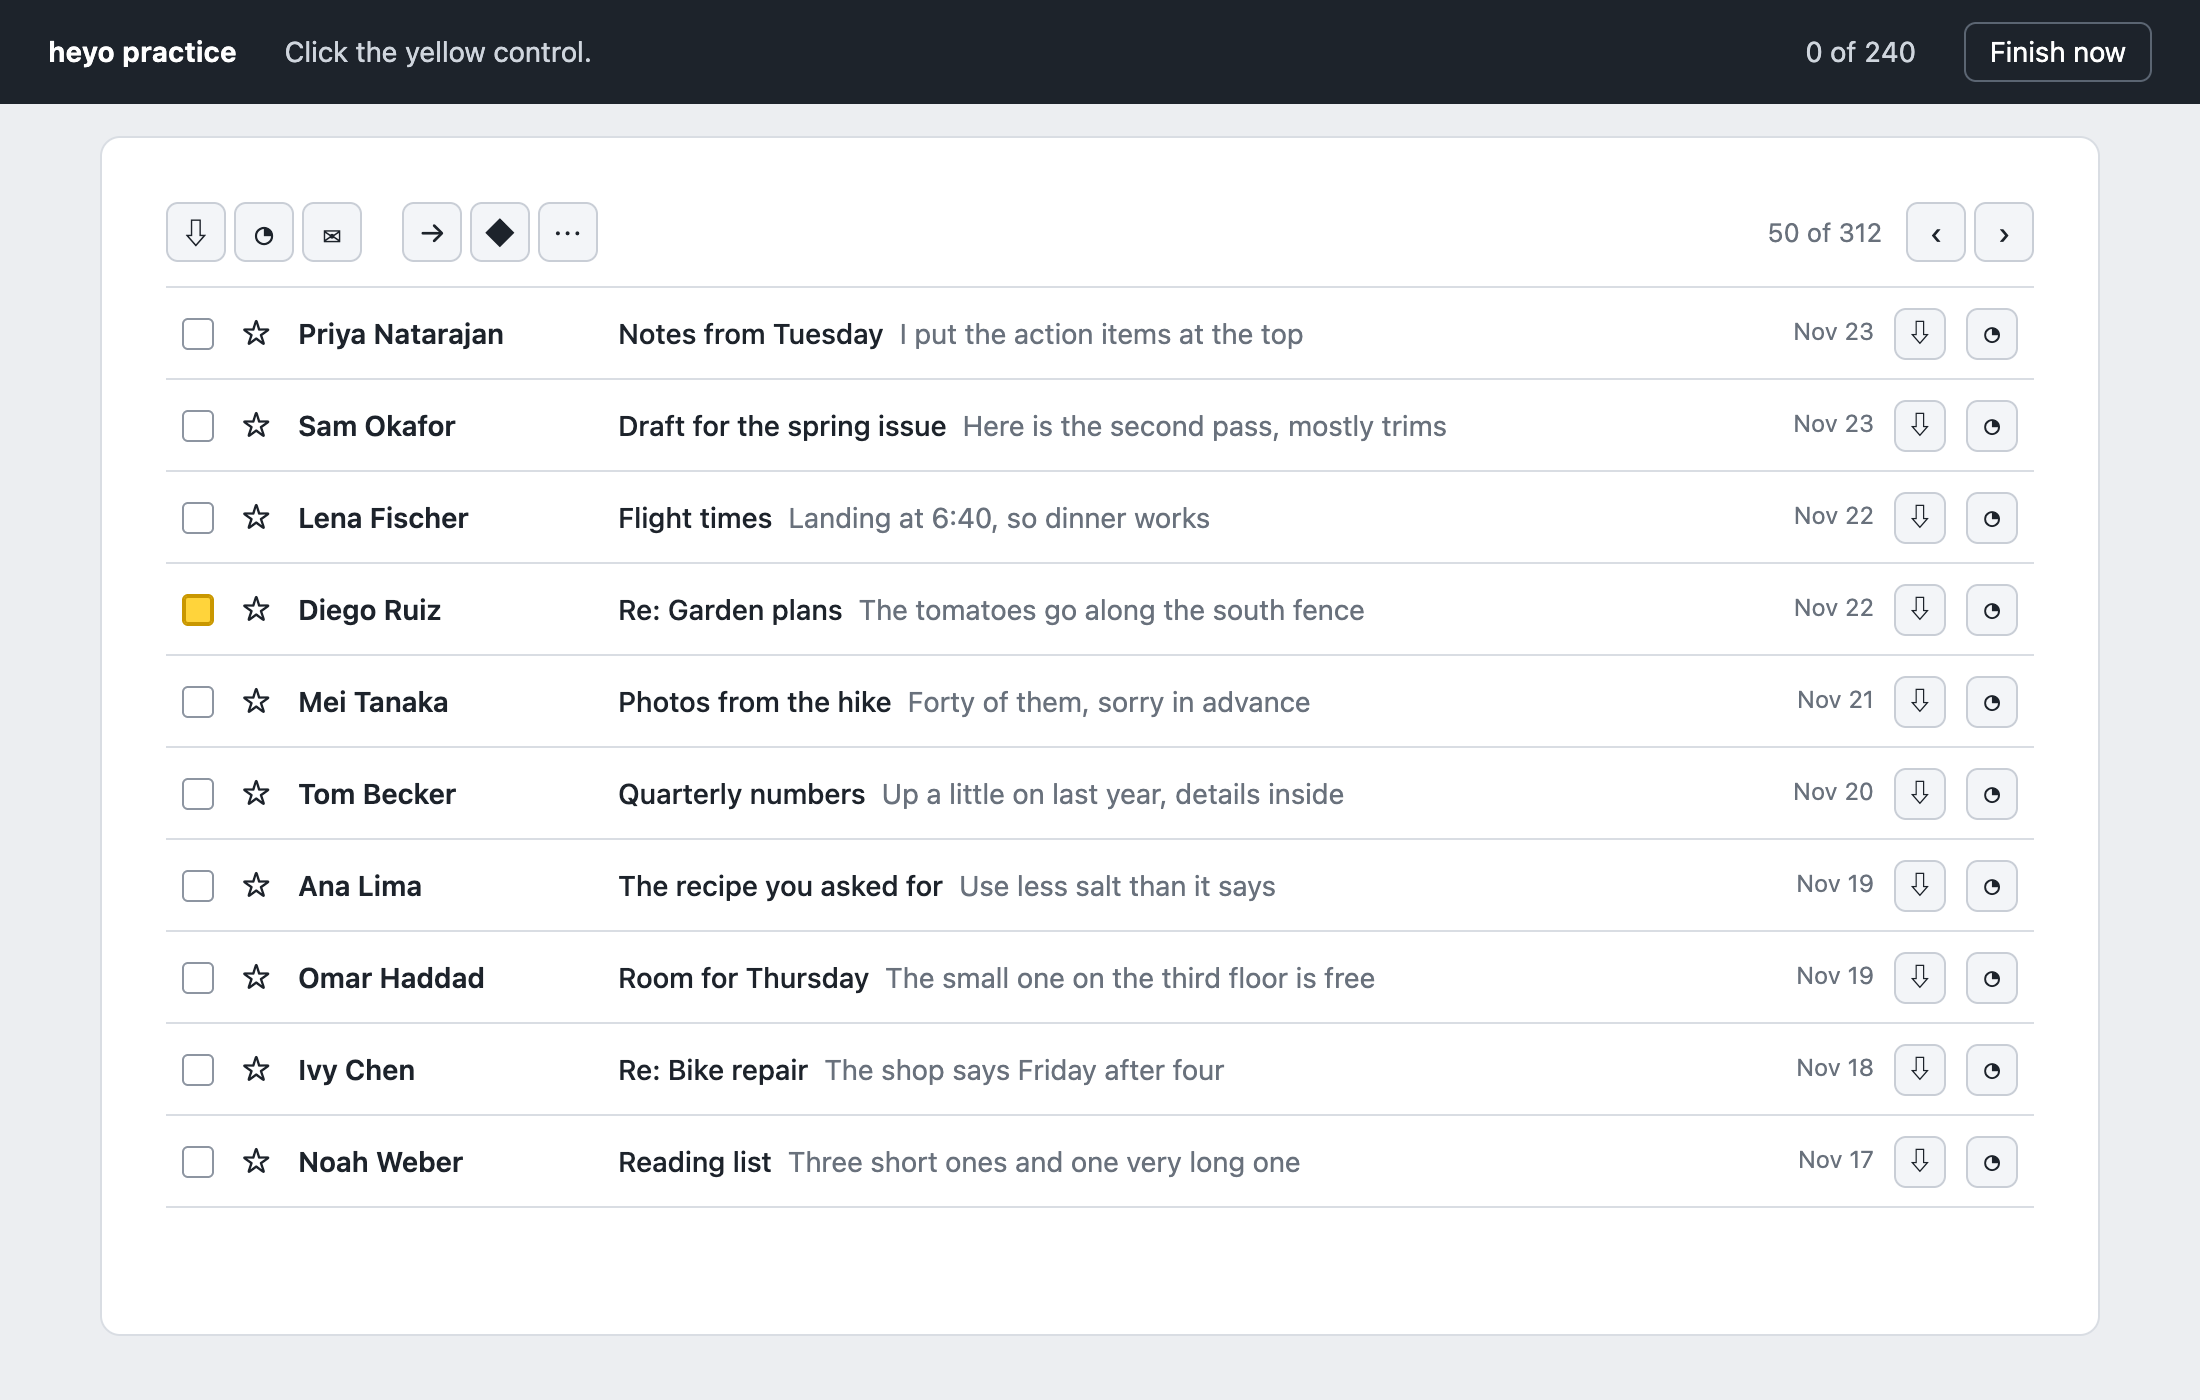 heyo practice Click the yellow control. 0 of 240 Finish now
50 of 312
Priya Natarajan Notes from Tuesday I put the action items at the top Nov 23
Sam Okafor Draft for the spring issue Here is the second pass, mostly trims Nov 23
Lena Fischer Flight times Landing at 6:40, so dinner works Nov 22
Diego Ruiz Re: Garden plans The tomatoes go along the south fence Nov 22
Mei Tanaka Photos from the hike Forty of them, sorry in advance Nov 21
Tom Becker Quarterly numbers Up a little on last year, details inside Nov 20
Ana Lima The recipe you asked for Use less salt than it says Nov 19
Omar Haddad Room for Thursday The small one on the third floor is free Nov 19
Ivy Chen Re: Bike repair The shop says Friday after four Nov 18
Noah Weber Reading list Three short ones and one very long one Nov 17